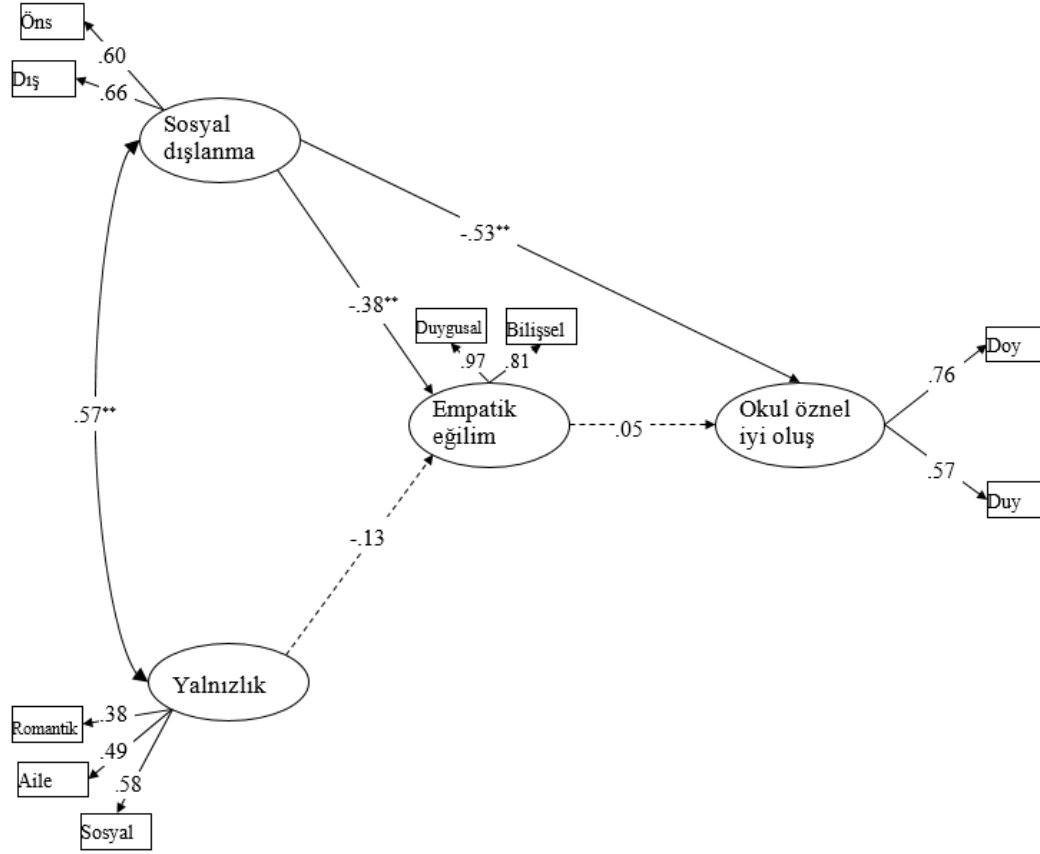 Öns
.60
Dış
.66
Sosyal
dışlanma
-.53**
-.38**
Duygusal
Bilişsel
.97
.81
Doy
.76
.57**
Empatik
eğilim
.05
Okul öznel
iyi oluş
.57
Duy
-.13
Yalnızlık
Romantik
.38
.49
Aile
.58
Sosyal